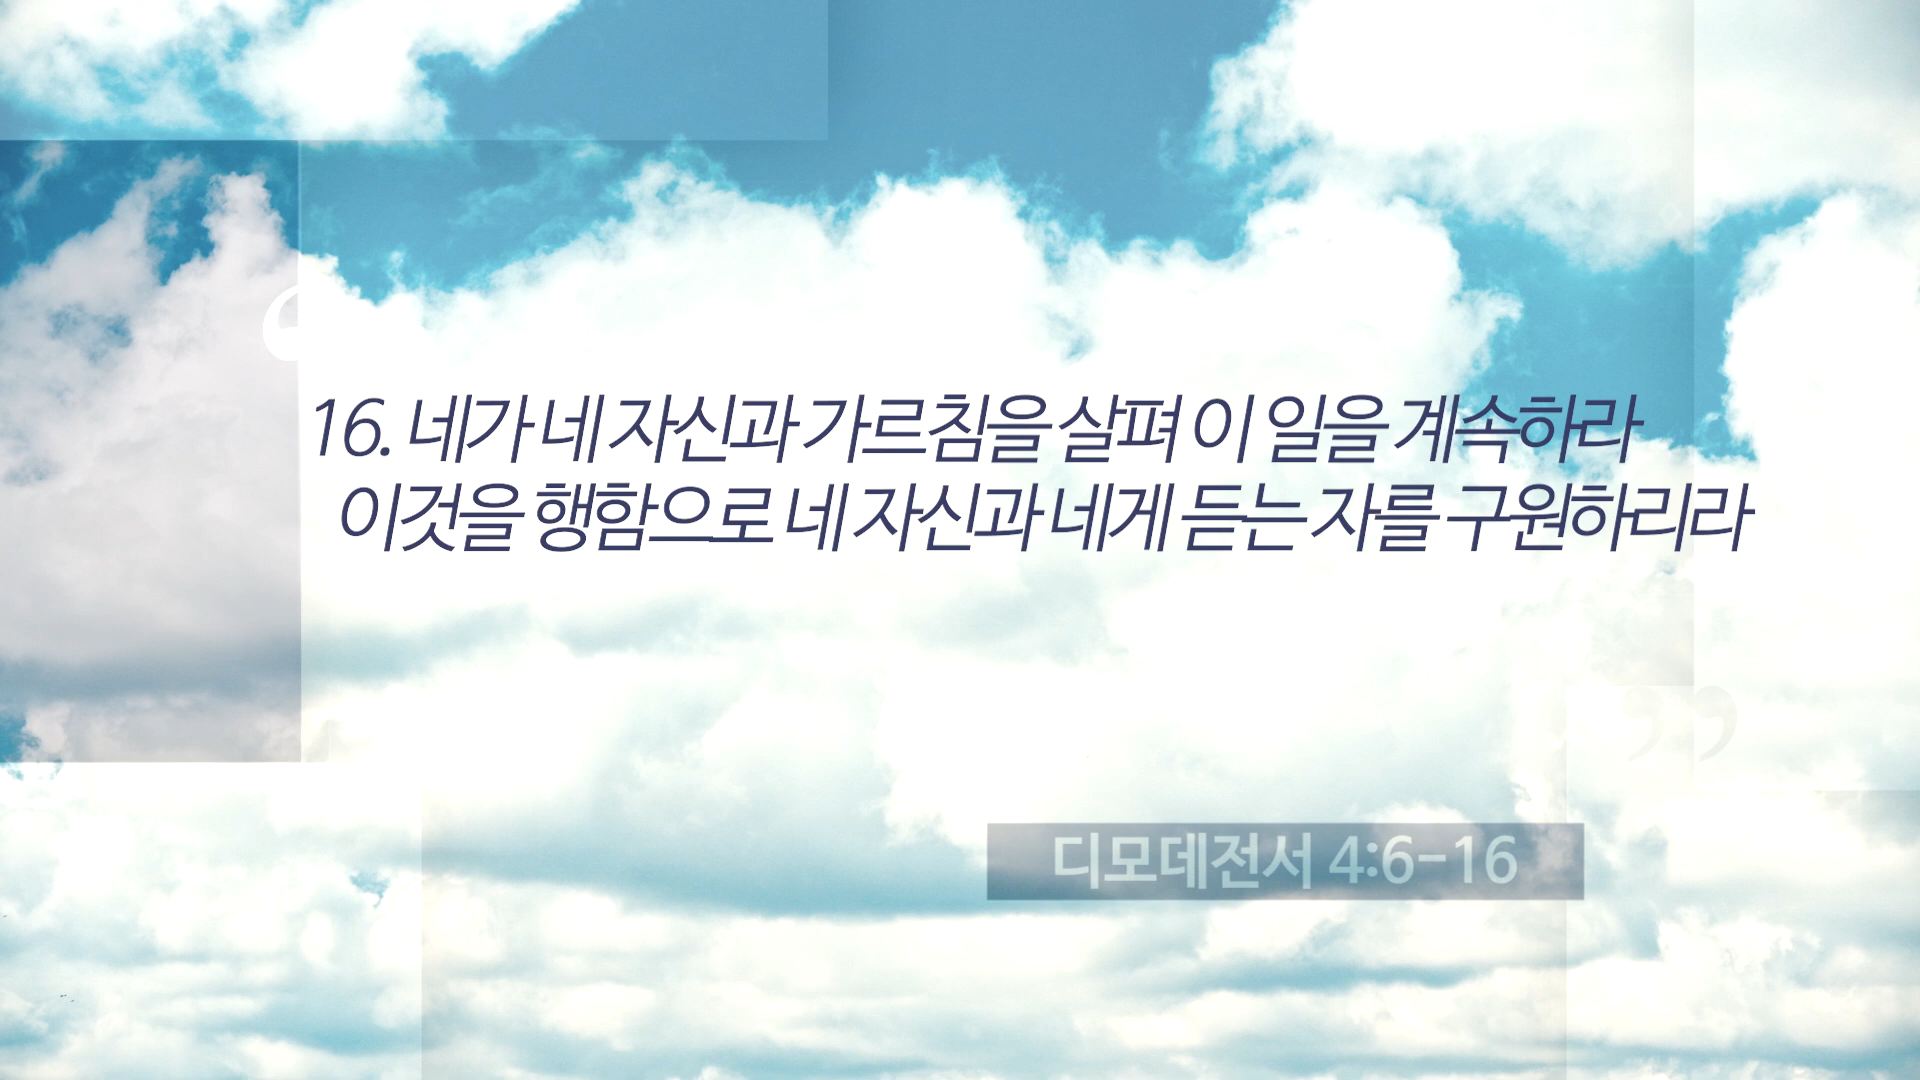 16. 네가 네 자신과 가르침을 살펴 이 일을 계속하라
이것을 행함으로 네 자신과 네게 듣는 자를 구원하리라
디모데전서 4:6-16